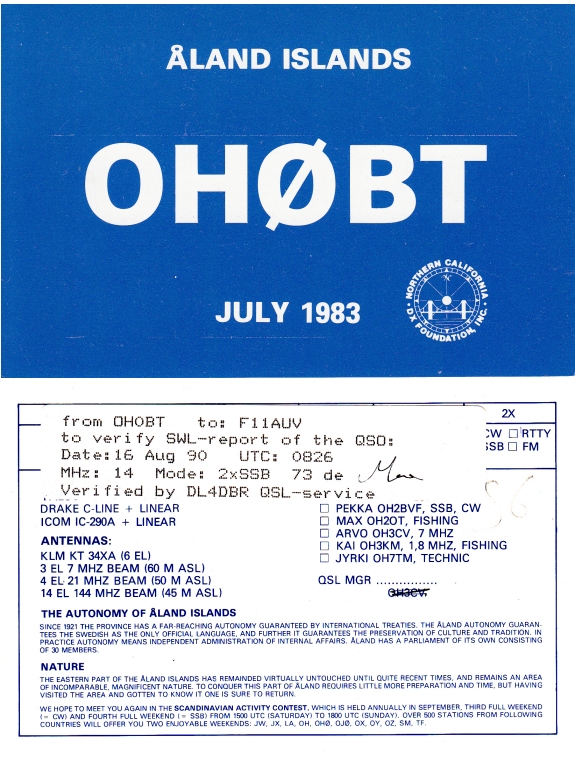 ÅLAND ISLANDS
OHØBT
JULY 1983
NORTHERN CALIFORNIA
DX FOUNDATION, INC.
2X
CW □ RTTY
SSB □ FM
from OHOBT to: F11AUV
to verify SWL-report of the QSO:
Date: 16 Aug 90 UTC: 0826
MHz: 14 Mode: 2xSSB 73 de
Verified by DL4DBR QSL-service
DRAKE C-LINE + LINEAR
ICOM IC-290A + LINEAR
ANTENNAS:
KLM KT 34XA (6 EL)
3 EL 7 MHZ BEAM (60 M ASL)
4 EL 21 MHZ BEAM (50 M ASL)
14 EL 144 MHZ BEAM (45 M ASL)
□ PEKKA OH2BVF, SSB, CW
□ MAX OH2OT, FISHING
□ ARVO OH3CV, 7 MHZ
□ KAI OH3KM, 1,8 MHZ, FISHING
□ JYRKI OH7TM, TECHNIC
QSL MGR ................
OH3CV,
THE AUTONOMY OF ÅLAND ISLANDS
SINCE 1921 THE PROVINCE HAS A FAR-REACHING AUTONOMY GUARANTEED BY INTERNATIONAL TREATIES. THE ÅLAND AUTONOMY GUARAN-
TEES THE SWEDISH AS THE ONLY OFFICIAL LANGUAGE, AND FURTHER IT GUARANTEES THE PRESERVATION OF CULTURE AND TRADITION. IN
PRACTICE AUTONOMY MEANS INDEPENDENT ADMINISTRATION OF INTERNAL AFFAIRS. ÅLAND HAS A PARLIAMENT OF ITS OWN CONSISTING
OF 30 MEMBERS.
NATURE
THE EASTERN PART OF THE ÅLAND ISLANDS HAS REMAINDED VIRTUALLY UNTOUCHED UNTIL QUITE RECENT TIMES, AND REMAINS AN AREA
OF INCOMPARABLE, MAGNIFICENT NATURE. TO CONQUER THIS PART OF ÅLAND REQUIRES LITTLE MORE PREPARATION AND TIME, BUT HAVING
VISITED THE AREA AND GOTTEN TO KNOW IT ONE IS SURE TO RETURN.
WE HOPE TO MEET YOU AGAIN IN THE SCANDINAVIAN ACTIVITY CONTEST, WHICH IS HELD ANNUALLY IN SEPTEMBER, THIRD FULL WEEKEND
(= CW) AND FOURTH FULL WEEKEND (= SSB) FROM 1500 UTC (SATURDAY) TO 1800 UTC (SUNDAY). OVER 500 STATIONS FROM FOLLOWING
COUNTRIES WILL OFFER YOU TWO ENJOYABLE WEEKENDS: JW, JX, LA, OH, OHØ, OJØ, OX, OY, OZ, SM, TF.